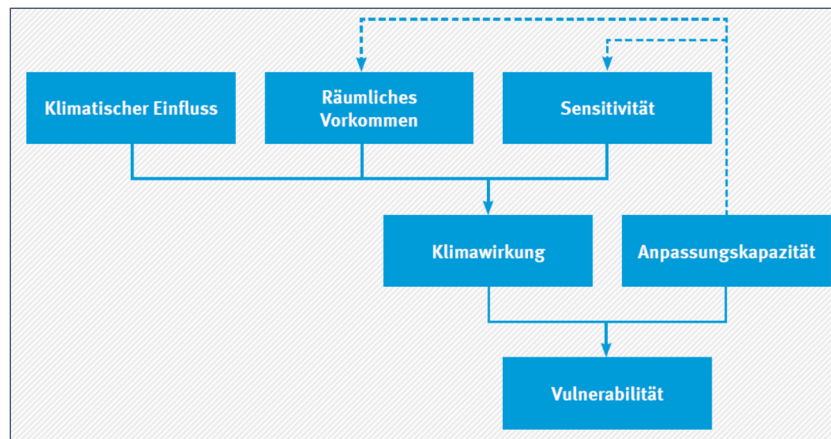 Klimatischer Einfluss
Räumliches
Vorkommen
Sensitivität
Klimawirkung
Anpassungskapazität
Vulnerabilität